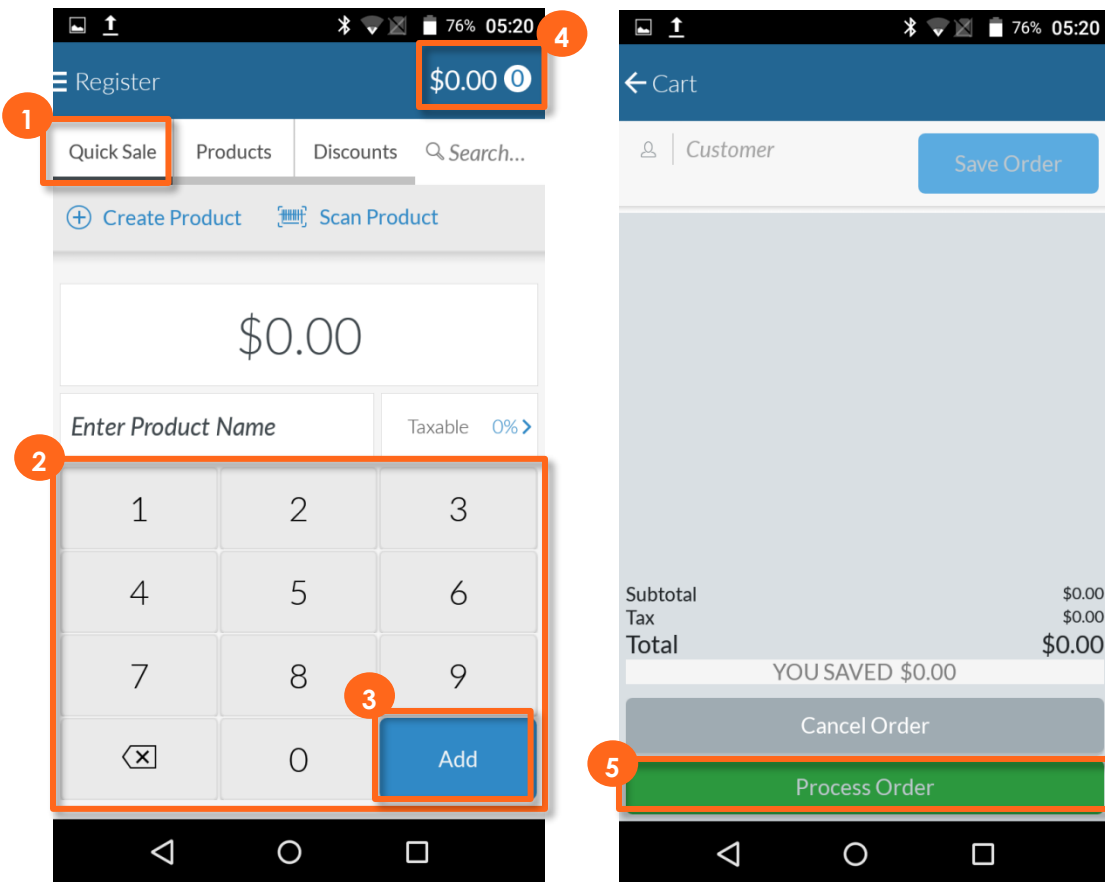 76% 05:20
4
Register
$0.00 0
1
Quick Sale Products Discounts Search...
Create Product Scan Product
$0.00
Enter Product Name Taxable 0%
2
1 2 3
4 5 6
7 8 9
3
0 Add
76% 05:20
Cart
Customer Save Order
Subtotal $0.00
Tax $0.00
Total $0.00
YOU SAVED $0.00
Cancel Order
5
Process Order